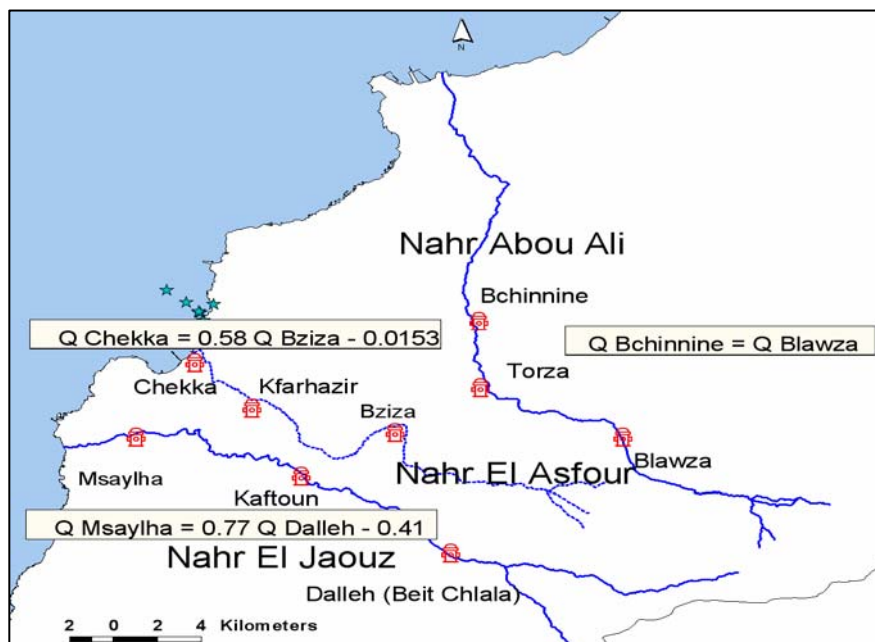 N
Nahr Abou Ali
Bchinnine
Q Chekka = 0.58 Q Bziza - 0.0153
Q Bchinnine = Q Blawza
Torza
Chekka
Kfarhazir
Bziza
Blawza
Nahr El Asfour
Msaylha
Kaftoun
Q Msaylha = 0.77 Q Dalleh - 0.41
Nahr El Jaouz
Dalleh (Beit Chlala)
2 0 2 4 Kilometers